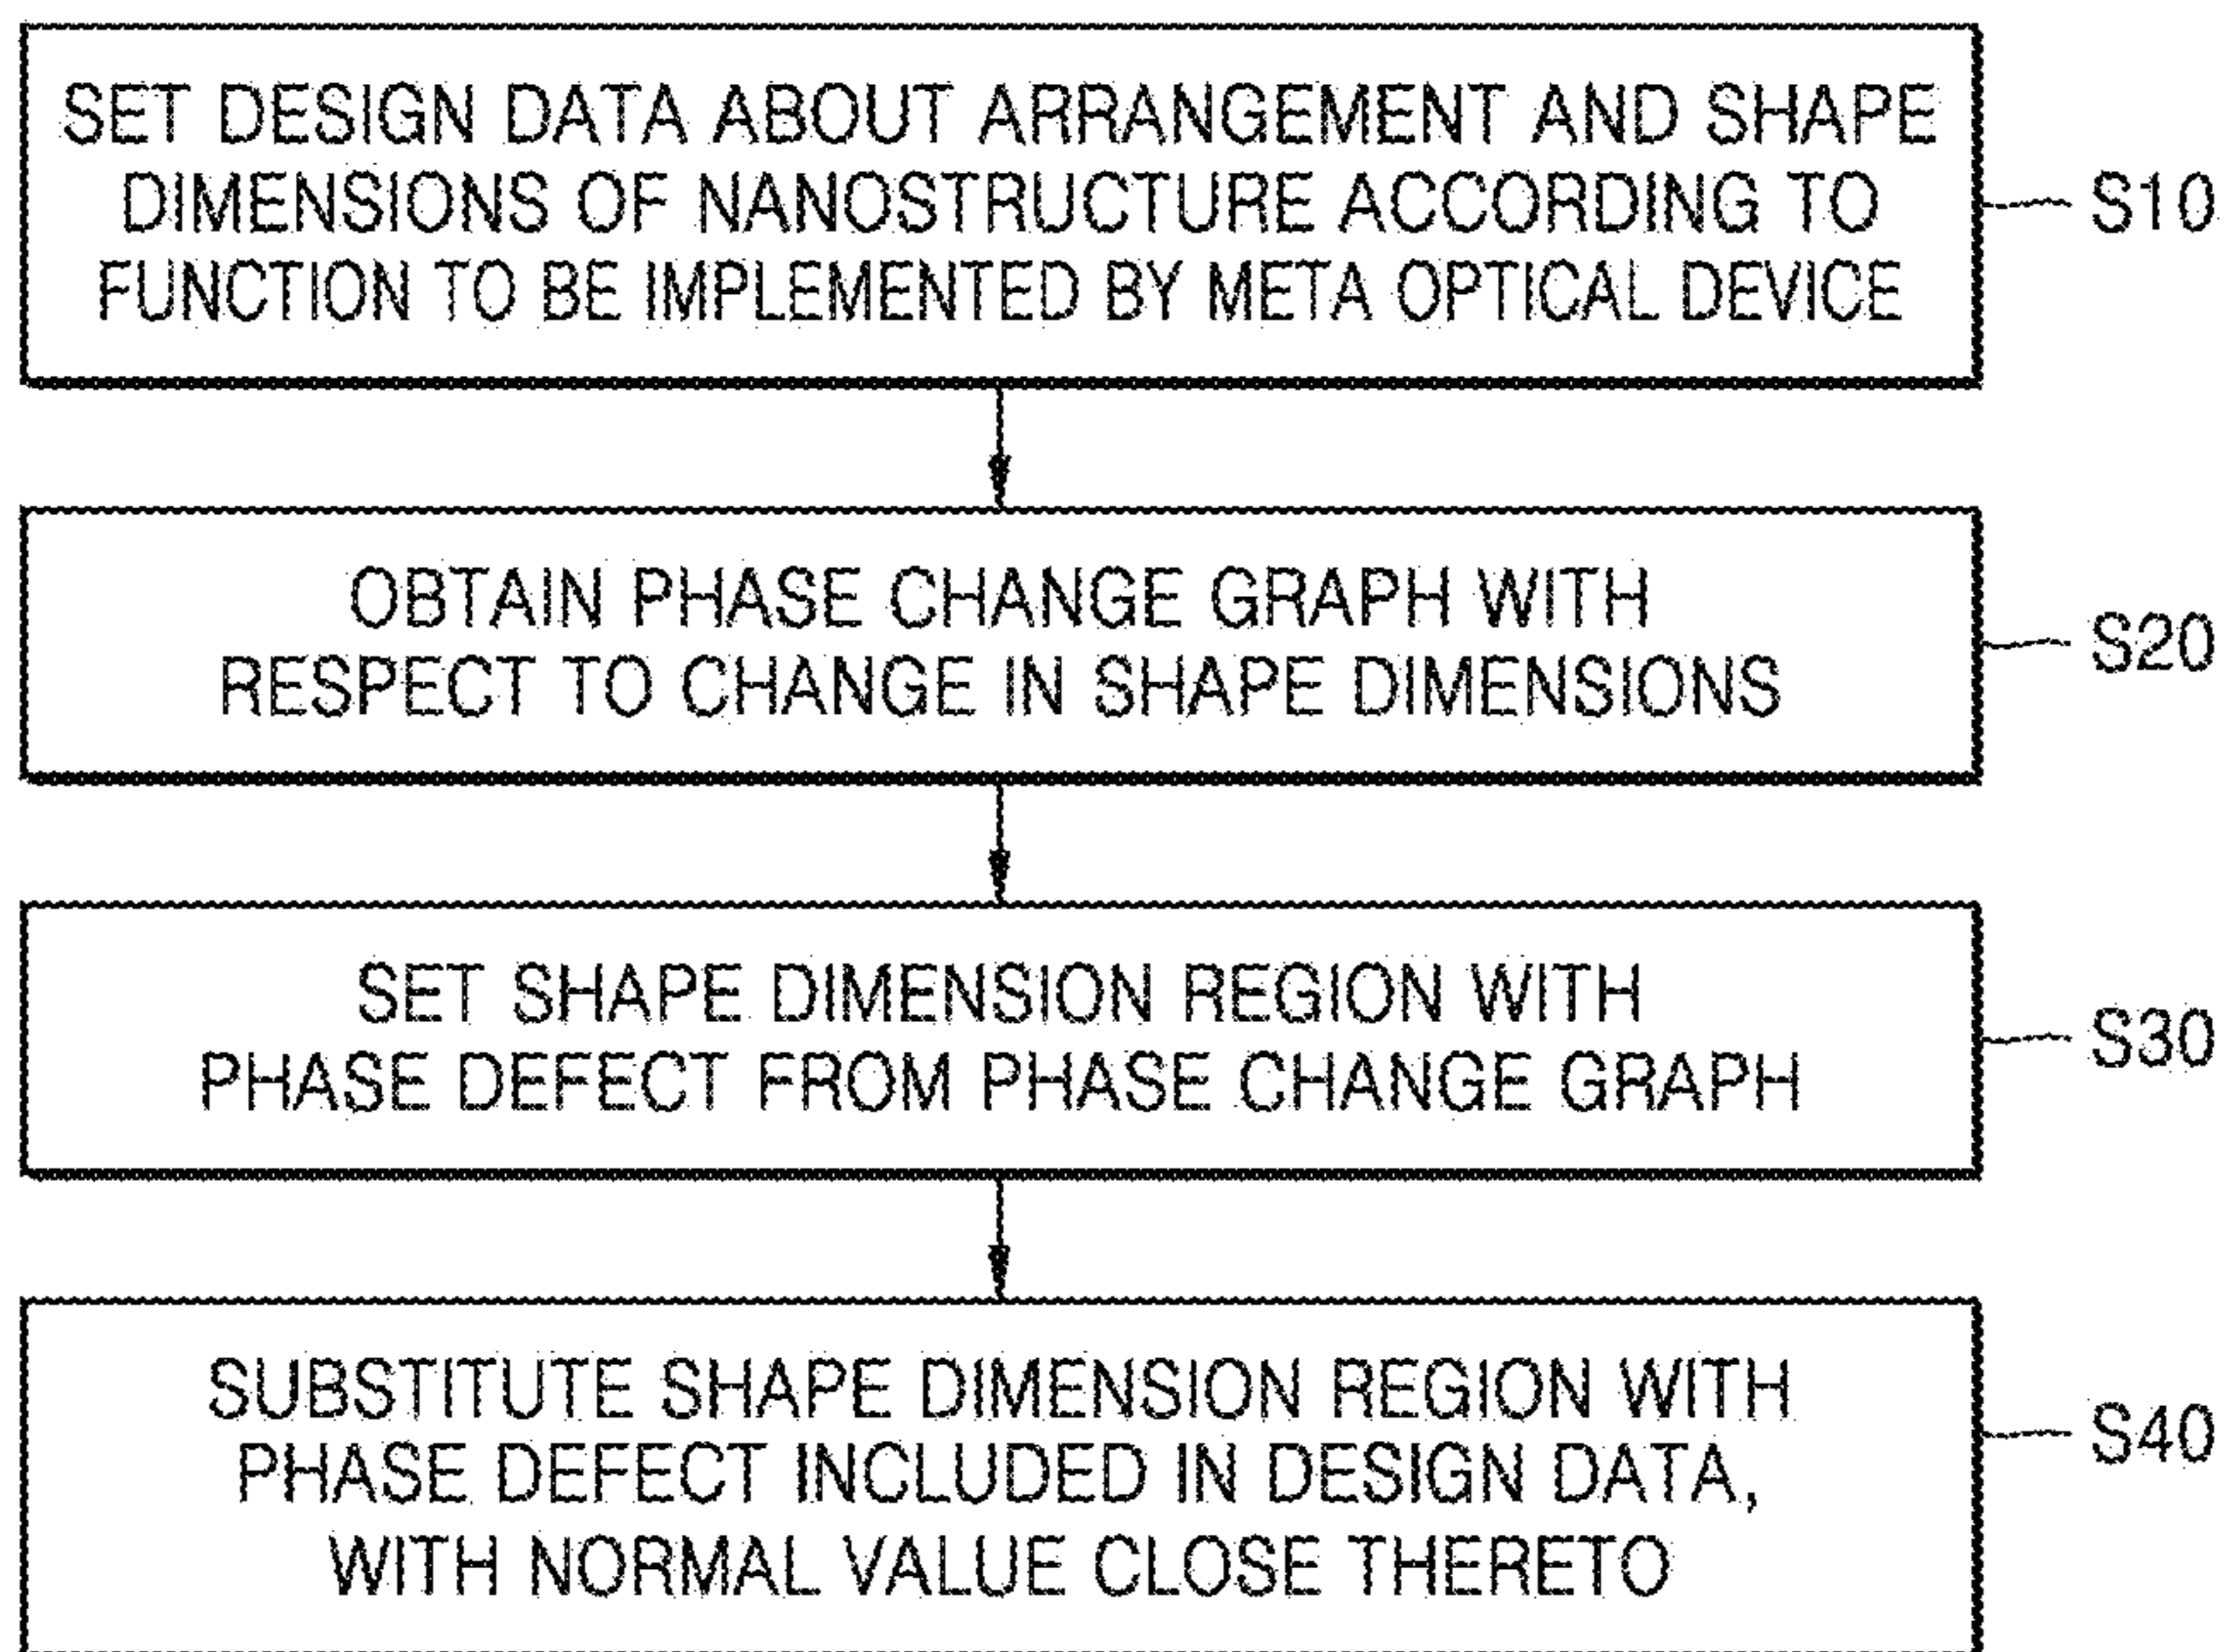 SET DESIGN DATA ABOUT ARRANGEMENT AND SHAPE
DIMENSIONS OF NANOSTRUCTURE ACCORDING TO
FUNCTION TO BE IMPLEMENTED BY META OPTICAL DEVICE
S10
OBTAIN PHASE CHANGE GRAPH WITH
RESPECT TO CHANGE IN SHAPE DIMENSIONS
S20
SET SHAPE DIMENSION REGION WITH
PHASE DEFECT FROM PHASE CHANGE GRAPH
S30
SUBSTITUTE SHAPE DIMENSION REGION WITH
PHASE DEFECT INCLUDED IN DESIGN DATA,
WITH NORMAL VALUE CLOSE THERETO
S40